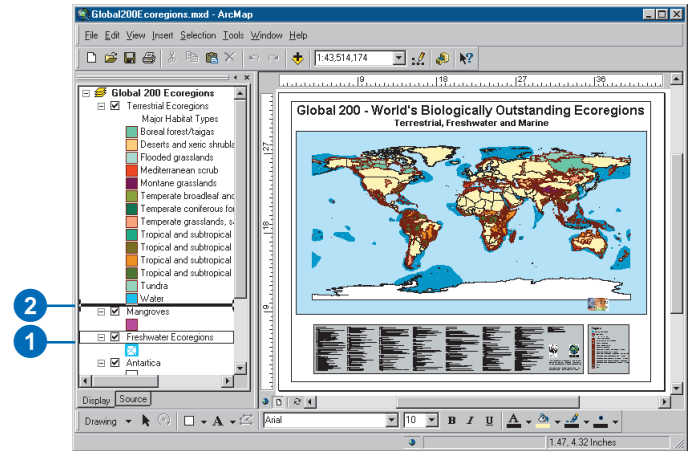 Global200Ecoregions.mxd - ArcMap
File Edit View Insert Selection Tools Window Help
1:43,514,174
Global 200 Ecoregions
Terrestrial Ecoregions
Major Habitat Types
Boreal forest/taigas
Deserts and xeric shrubla
Flooded grasslands
Mediterranean scrub
Montane grasslands
Temperate broadleaf and
Temperate coniferous for
Temperate grasslands, s
Tropical and subtropical
Tropical and subtropical
Tropical and subtropical
Tropical and subtropical
Tundra
Water
2
Mangroves
1
Freshwater Ecoregions
Antartica
Display Source
9 18 27 36
27
18
9
Global 200 - World's Biologically Outstanding Ecoregions
Terrestrial, Freshwater and Marine
Drawing A Arial 10 B I U A
1.47, 4.32 Inches